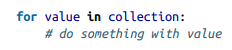 for value in collection:
    # do something with value